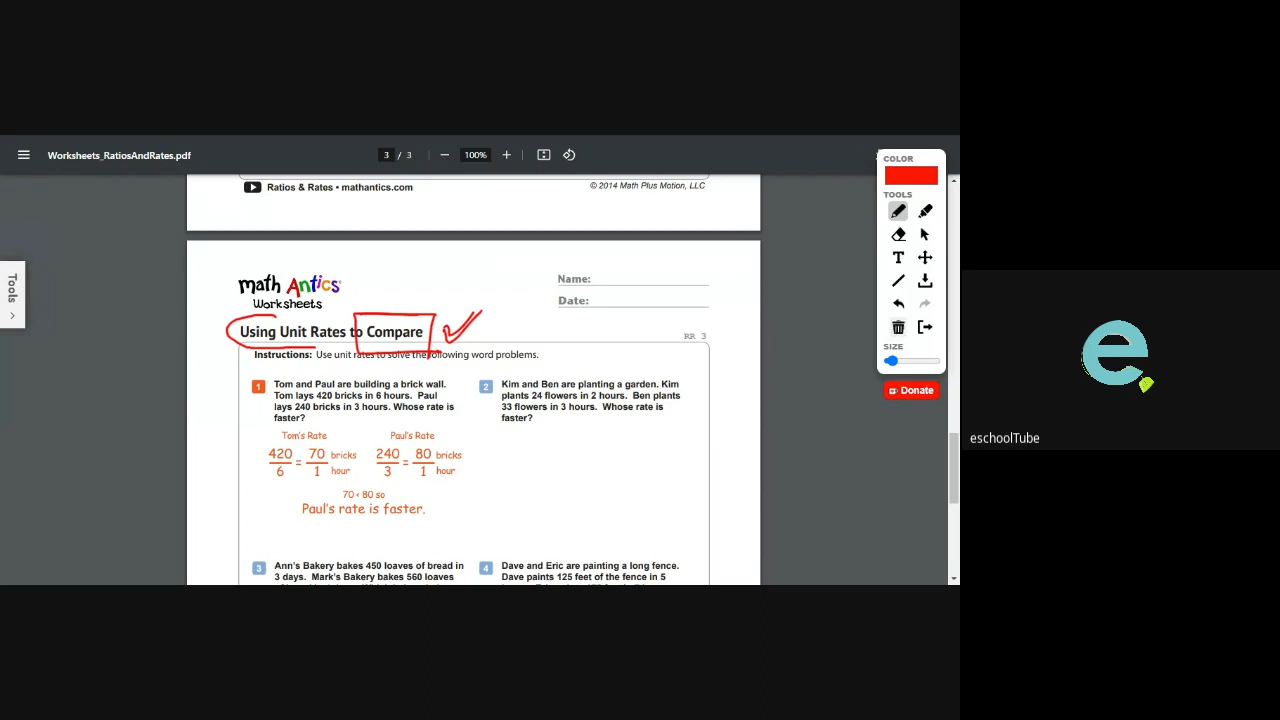 Worksheets_RatiosAndRates.pdf
3 / 3
100%
Ratios & Rates • mathantics.com
© 2014 Math Plus Motion, LLC
math Antics
Worksheets
Name:
Date:
Using Unit Rates to Compare
RR 3
Instructions: Use unit rates to solve the following word problems.
1
Tom and Paul are building a brick wall.
Tom lays 420 bricks in 6 hours. Paul
lays 240 bricks in 3 hours. Whose rate is
faster?
Tom's Rate
420/6 = 70/1 bricks/hour
Paul's Rate
240/3 = 80/1 bricks/hour
70 < 80 so
Paul's rate is faster.
2
Kim and Ben are planting a garden. Kim
plants 24 flowers in 2 hours. Ben plants
33 flowers in 3 hours. Whose rate is
faster?
3
Ann's Bakery bakes 450 loaves of bread in
3 days. Mark's Bakery bakes 560 loaves
4
Dave and Eric are painting a long fence.
Dave paints 125 feet of the fence in 5
Tools
COLOR
TOOLS
T
SIZE
Donate
e
eschoolTube